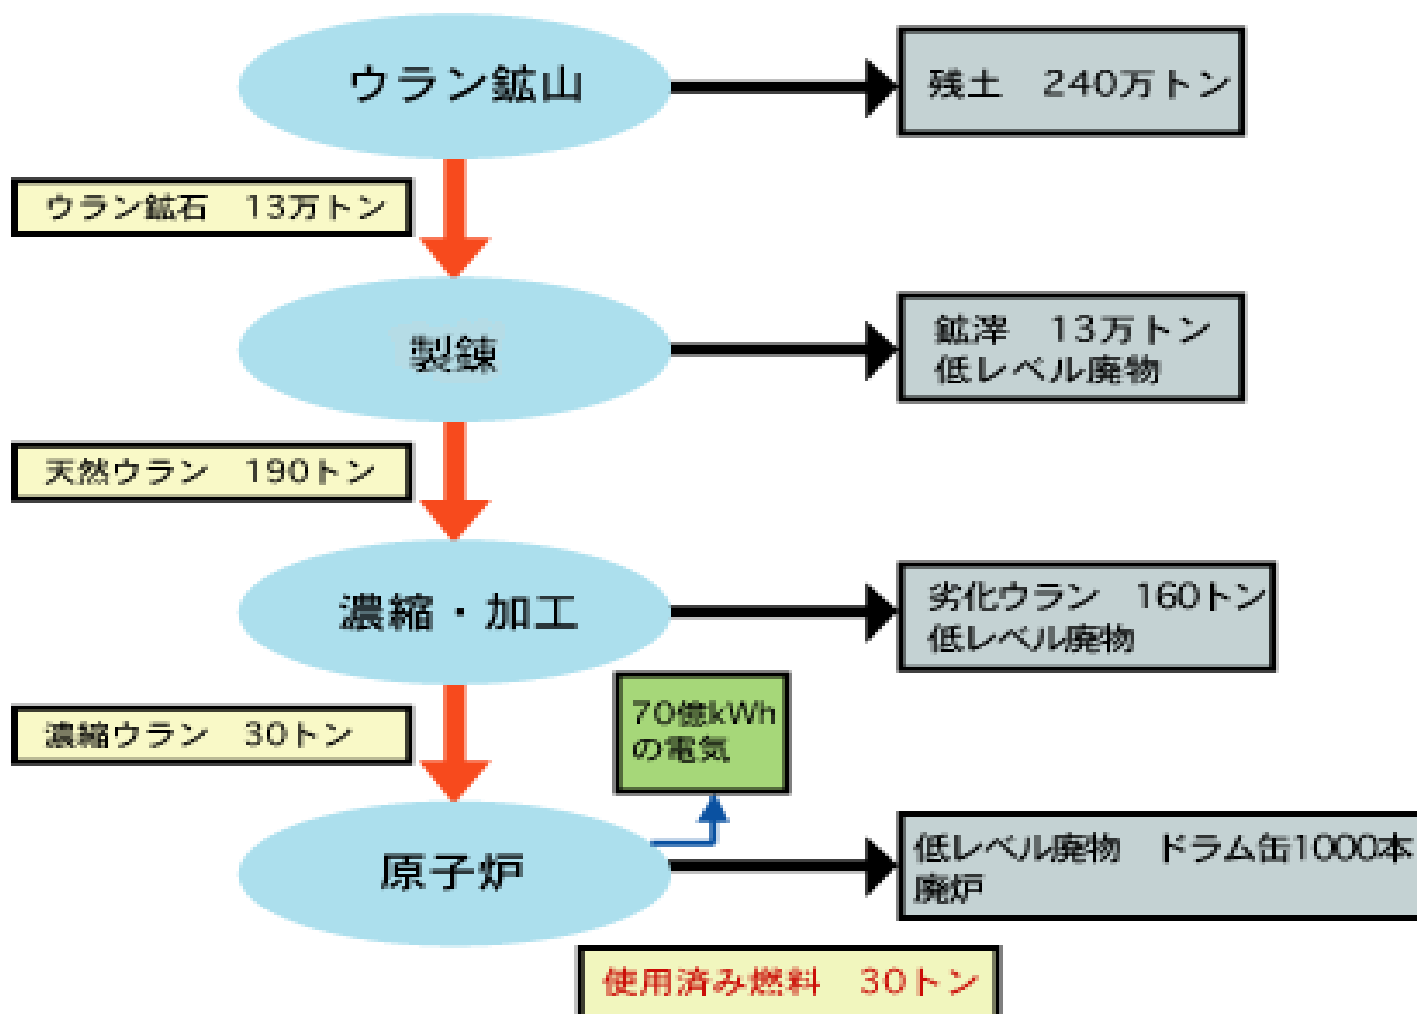 ウラン鉱山
残土　240万トン
ウラン鉱石　13万トン
製錬
鉱滓　13万トン
低レベル廃物
天然ウラン　190トン
濃縮・加工
劣化ウラン　160トン
低レベル廃物
濃縮ウラン　30トン
70億kWh
の電気
原子炉
低レベル廃物　ドラム缶1000本
廃炉
使用済み燃料　30トン